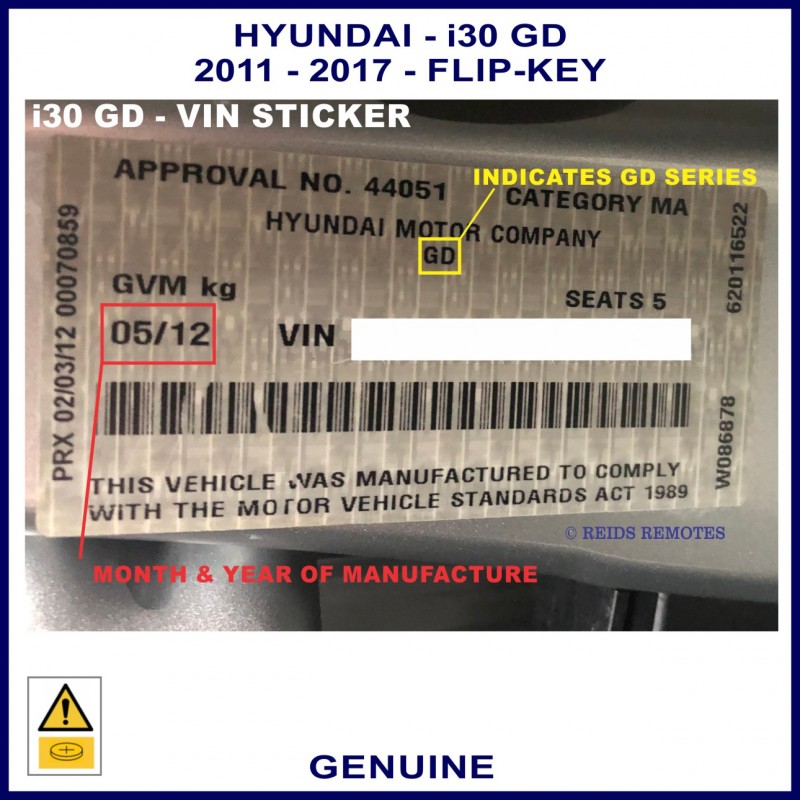 HYUNDAI - i30 GD
2011 - 2017 - FLIP-KEY
i30 GD - VIN STICKER
INDICATES GD SERIES
APPROVAL NO. 44051
CATEGORY MA
HYUNDAI MOTOR COMPANY
GD
GVM kg
SEATS 5
05/12
VIN
THIS VEHICLE WAS MANUFACTURED TO COMPLY
WITH THE MOTOR VEHICLE STANDARDS ACT 1989
PRX 02/03/12 00070859
620116522
W086878
© REIDS REMOTES
MONTH & YEAR OF MANUFACTURE
GENUINE